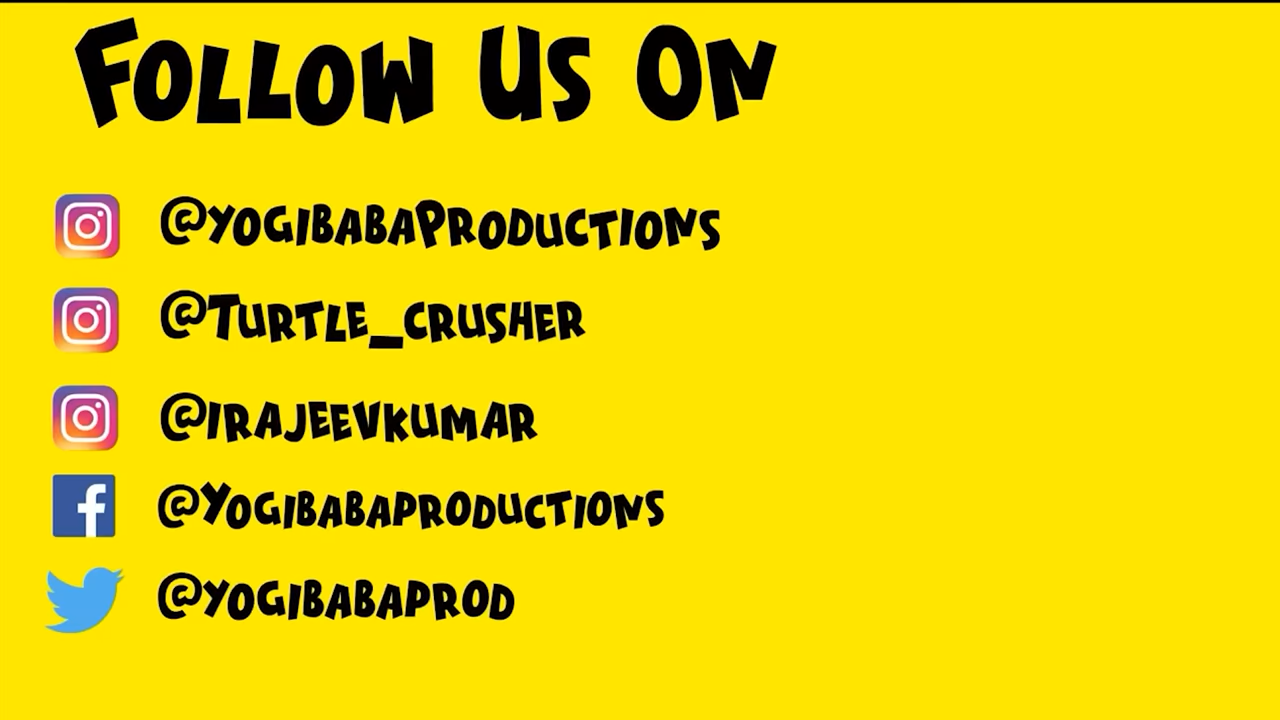 Follow Us On
@yogibabaProductions
@Turtle_crusher
@irajeevkumar
@Yogibabaproductions
@yogibabaprod